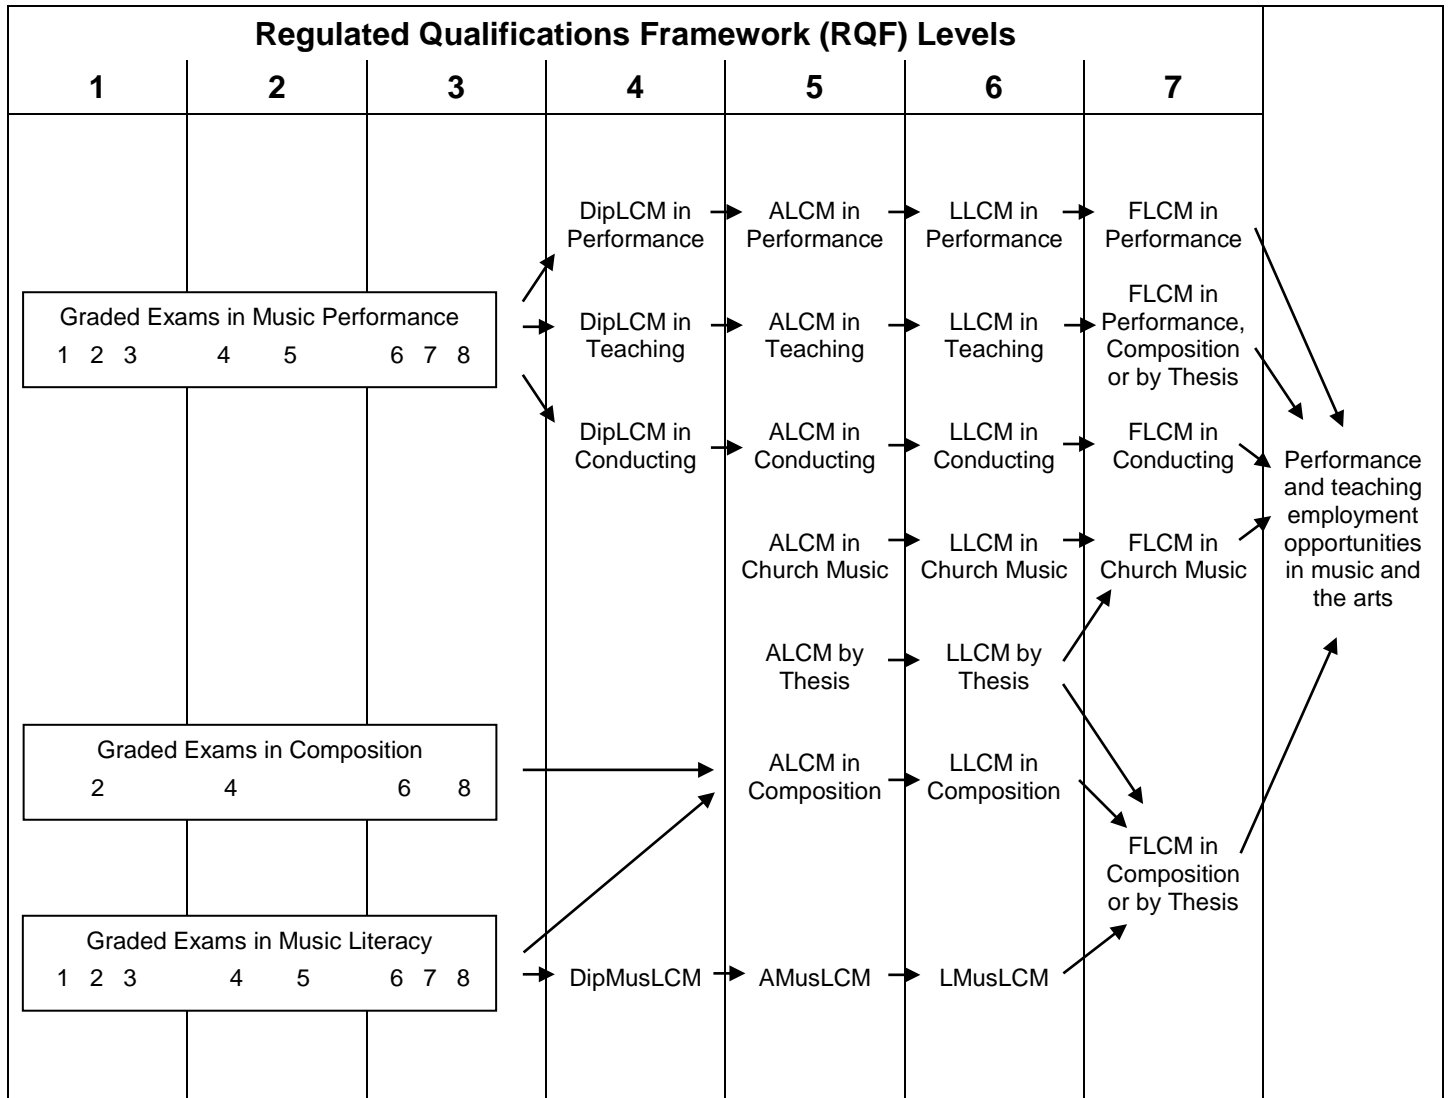 Regulated Qualifications Framework (RQF) Levels
1 2 3 4 5 6 7
DipLCM in
Performance
ALCM in
Performance
LLCM in
Performance
FLCM in
Performance
Graded Exams in Music Performance
1 2 3 4 5 6 7 8
DipLCM in
Teaching
ALCM in
Teaching
LLCM in
Teaching
FLCM in
Performance,
Composition
or by Thesis
DipLCM in
Conducting
ALCM in
Conducting
LLCM in
Conducting
FLCM in
Conducting
Performance
and teaching
employment
opportunities
in music and
the arts
ALCM in
Church Music
LLCM in
Church Music
FLCM in
Church Music
ALCM by
Thesis
LLCM by
Thesis
Graded Exams in Composition
2 4 6 8
ALCM in
Composition
LLCM in
Composition
FLCM in
Composition
or by Thesis
Graded Exams in Music Literacy
1 2 3 4 5 6 7 8
DipMusLCM
AMusLCM
LMusLCM